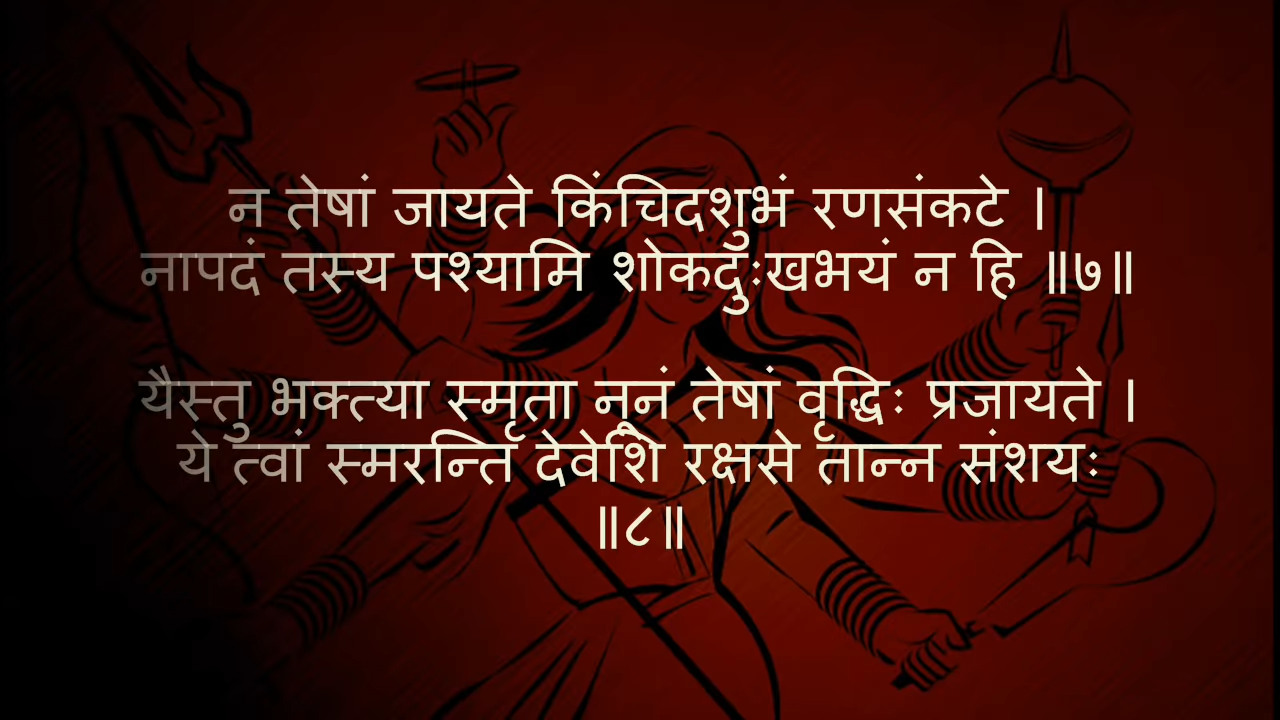 न तेषां जायते किंचिदशुभं रणसंकटे ।
नापदं तस्य पश्यामि शोकदुःखभयं न हि ॥७॥
यैस्तु भक्त्या स्मृता नूनं तेषां वृद्धिः प्रजायते ।
ये त्वां स्मरन्ति देवेशि रक्षसे तान्न संशयः
॥८॥